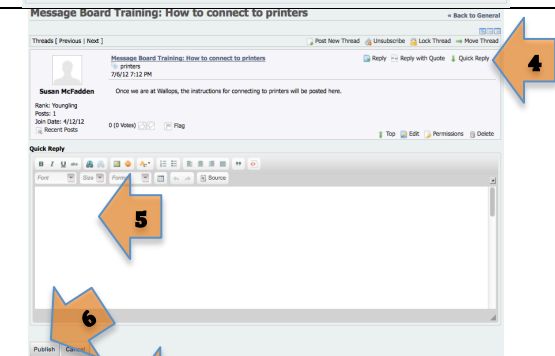 Message Board Training: How to connect to printers
« Back to General
Threads [ Previous | Next ]
Post New Thread Unsubscribe Lock Thread Move Thread
Message Board Training: How to connect to printers
Reply Reply with Quote Quick Reply
4
printers
7/6/12 7:12 PM
Susan McFadden
Once we are at Wallops, the instructions for connecting to printers will be posted here.
Rank: Youngling
Posts: 1
Join Date: 4/12/12
Recent Posts
0 (0 Votes)
Flag
Top Edit Permissions Delete
Quick Reply
B I U abc
Font Size Format Source
5
6
Publish Cancel